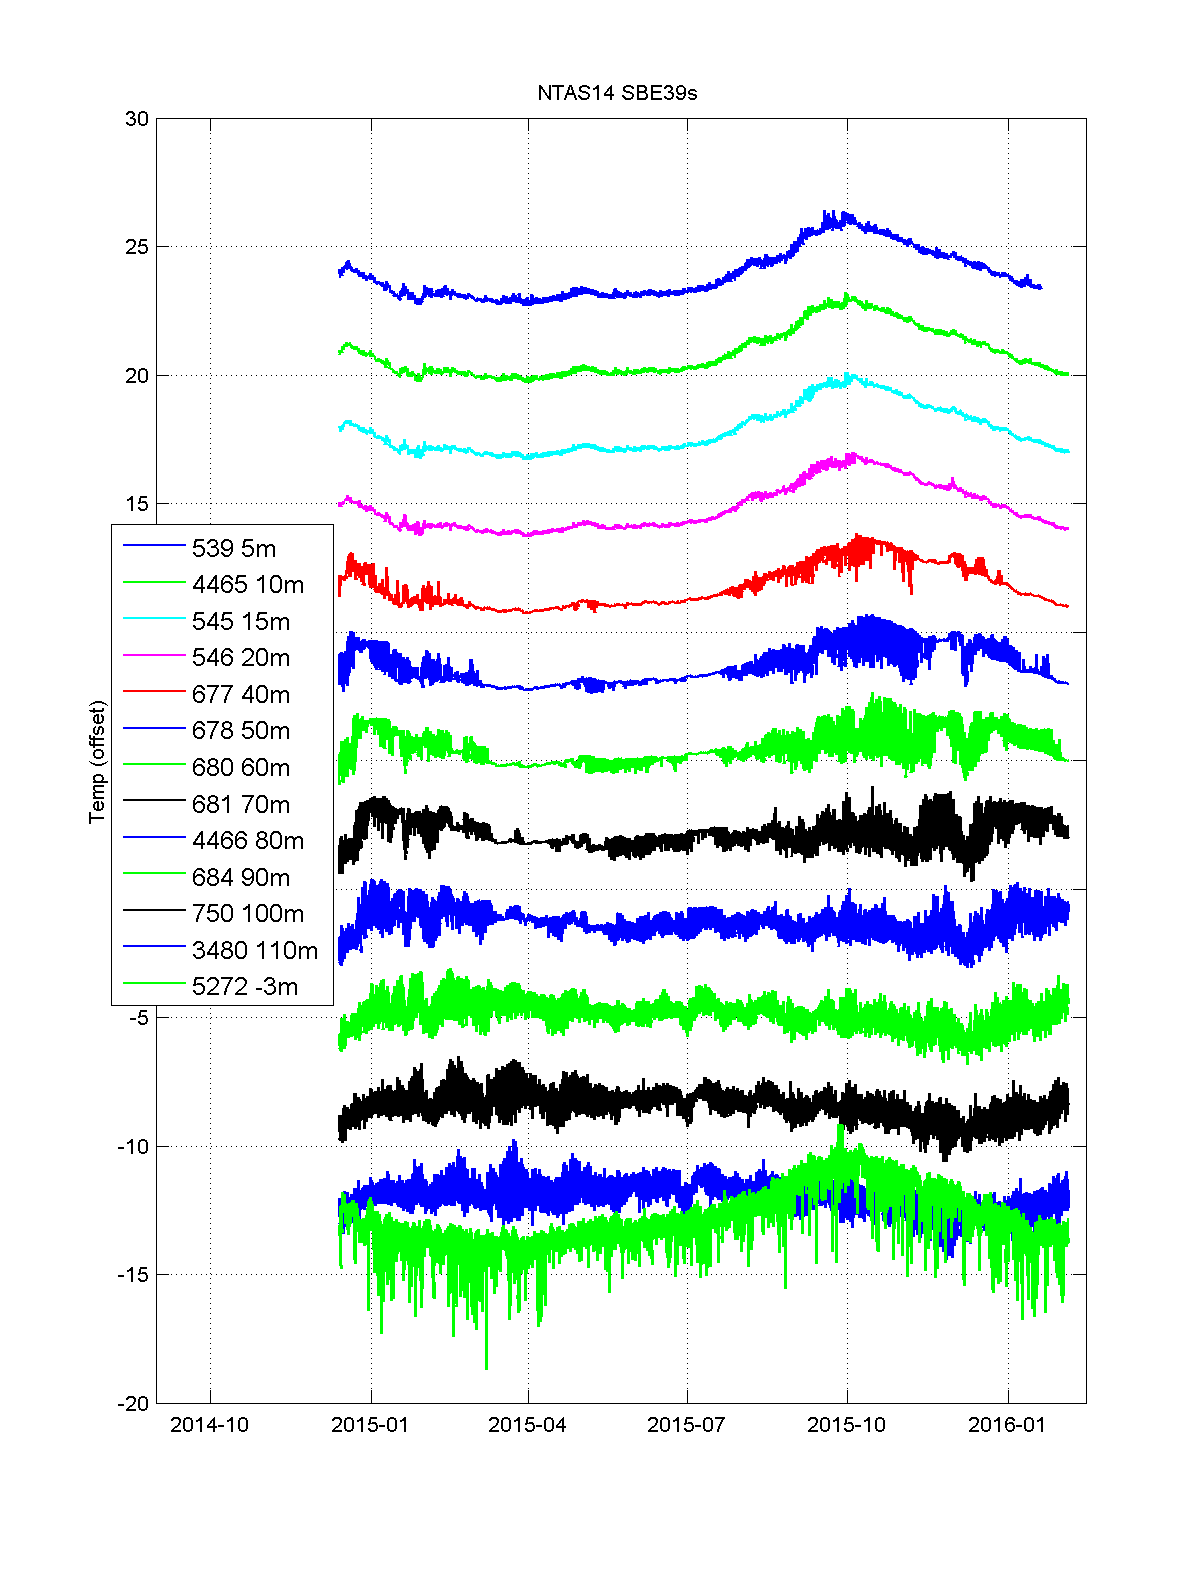 NTAS14 SBE39s
30
25
20
15
-5
-10
-15
-20
Temp (offset)
539 5m
4465 10m
545 15m
546 20m
677 40m
678 50m
680 60m
681 70m
4466 80m
684 90m
750 100m
3480 110m
5272 -3m
2014-10
2015-01
2015-04
2015-07
2015-10
2016-01